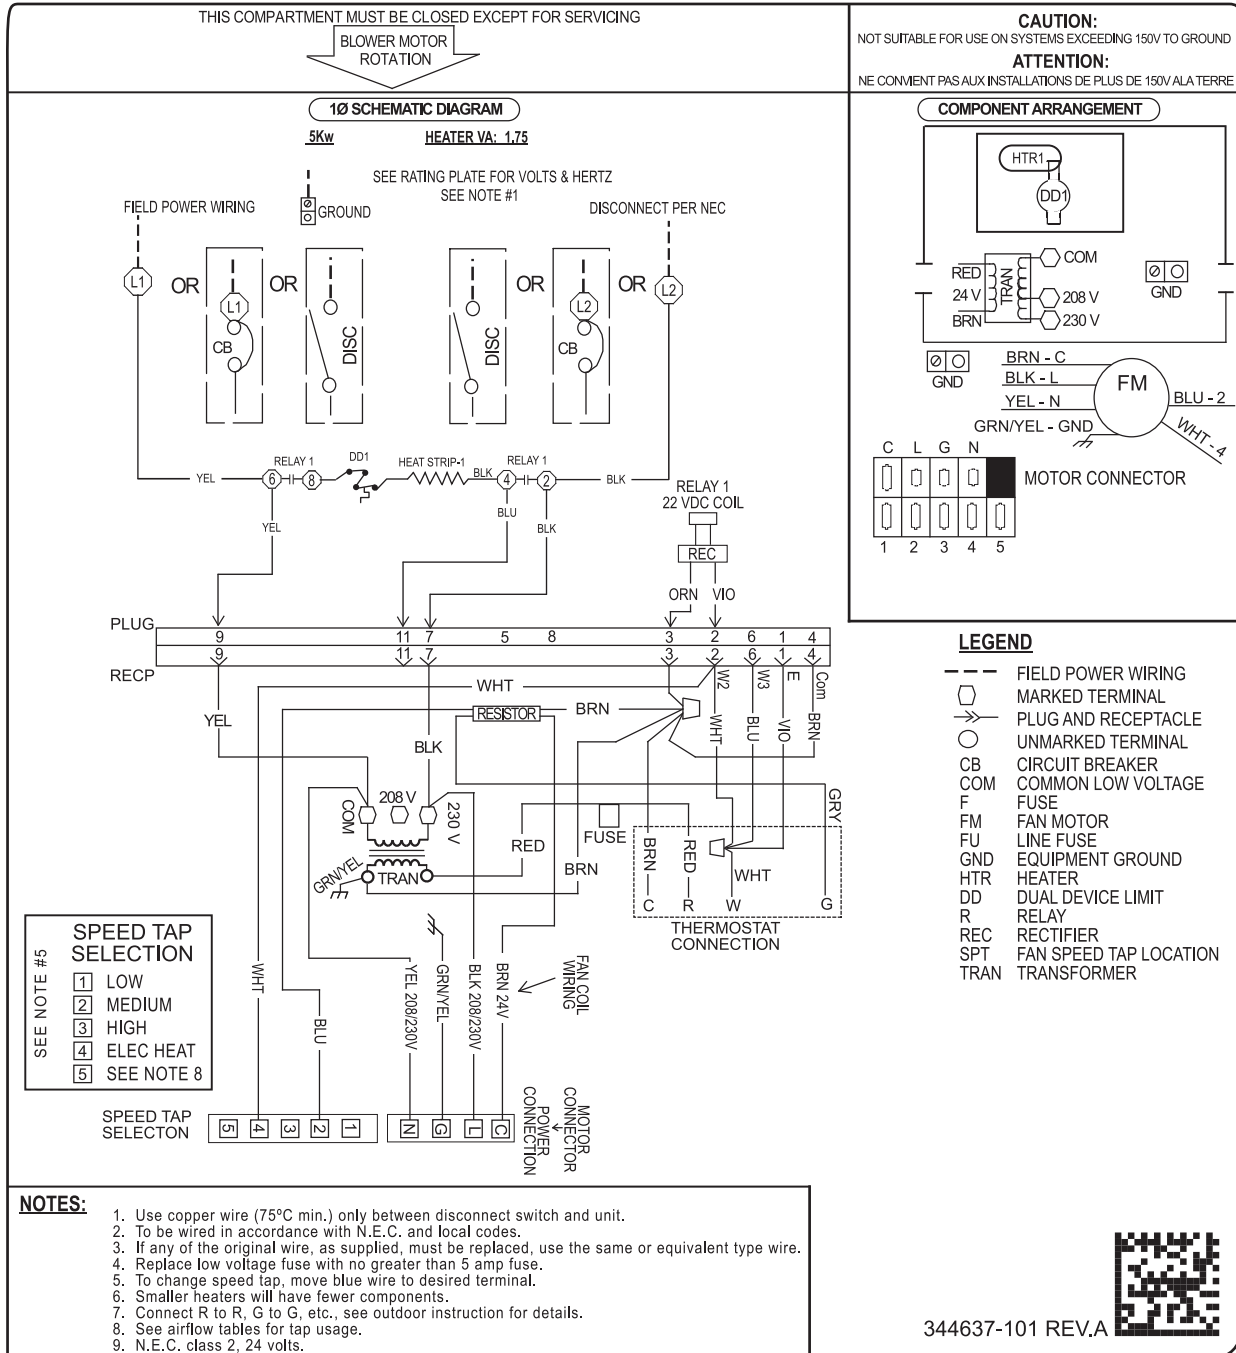 THIS COMPARTMENT MUST BE CLOSED EXCEPT FOR SERVICING
BLOWER MOTOR
ROTATION
CAUTION:
NOT SUITABLE FOR USE ON SYSTEMS EXCEEDING 150V TO GROUND
ATTENTION:
NE CONVIENT PAS AUX INSTALLATIONS DE PLUS DE 150V ALA TERRE
1Ø SCHEMATIC DIAGRAM
5Kw
HEATER VA: 1.75
SEE RATING PLATE FOR VOLTS & HERTZ
SEE NOTE #1
FIELD POWER WIRING
GROUND
DISCONNECT PER NEC
L1
OR
L1
CB
OR
DISC
DISC
OR
L2
CB
OR
L2
YEL
6
RELAY 1
8
DD1
HEAT STRIP-1
BLK
4
RELAY 1
2
BLK
YEL
BLU
BLK
RELAY 1
22 VDC COIL
REC
ORN
VIO
PLUG
9 11 7 5 8 3 2 6 1 4
RECP
9 11 7 3 2 6 1 4
W2
W3
E
Com
WHT
YEL
RESISTOR
BRN
BLK
WHT
BLU
VIO
BRN
GRY
COM
208 V
230 V
RED
FUSE
BRN
GRN/YEL
TRAN
BRN
RED
WHT
C R W G
THERMOSTAT
CONNECTION
SEE NOTE #5
SPEED TAP
SELECTION
1 LOW
2 MEDIUM
3 HIGH
4 ELEC HEAT
5 SEE NOTE 8
WHT
BLU
YEL 208/230V
GRN/YEL
BLK 208/230V
BRN 24V
FAN COIL
WIRING
SPEED TAP
SELECTON
5 4 3 2 1
N G L C
MOTOR
CONNECTOR
POWER
CONNECTION
COMPONENT ARRANGEMENT
HTR1
DD1
RED
24 V
BRN
TRAN
COM
208 V
230 V
GND
GND
BRN - C
BLK - L
YEL - N
GRN/YEL - GND
FM
BLU - 2
WHT - 4
C L G N
MOTOR CONNECTOR
1 2 3 4 5
LEGEND
FIELD POWER WIRING
MARKED TERMINAL
PLUG AND RECEPTACLE
UNMARKED TERMINAL
CB CIRCUIT BREAKER
COM COMMON LOW VOLTAGE
F FUSE
FM FAN MOTOR
FU LINE FUSE
GND EQUIPMENT GROUND
HTR HEATER
DD DUAL DEVICE LIMIT
R RELAY
REC RECTIFIER
SPT FAN SPEED TAP LOCATION
TRAN TRANSFORMER
NOTES:
1. Use copper wire (75ºC min.) only between disconnect switch and unit.
2. To be wired in accordance with N.E.C. and local codes.
3. If any of the original wire, as supplied, must be replaced, use the same or equivalent type wire.
4. Replace low voltage fuse with no greater than 5 amp fuse.
5. To change speed tap, move blue wire to desired terminal.
6. Smaller heaters will have fewer components.
7. Connect R to R, G to G, etc., see outdoor instruction for details.
8. See airflow tables for tap usage.
9. N.E.C. class 2, 24 volts.
344637-101 REV.A